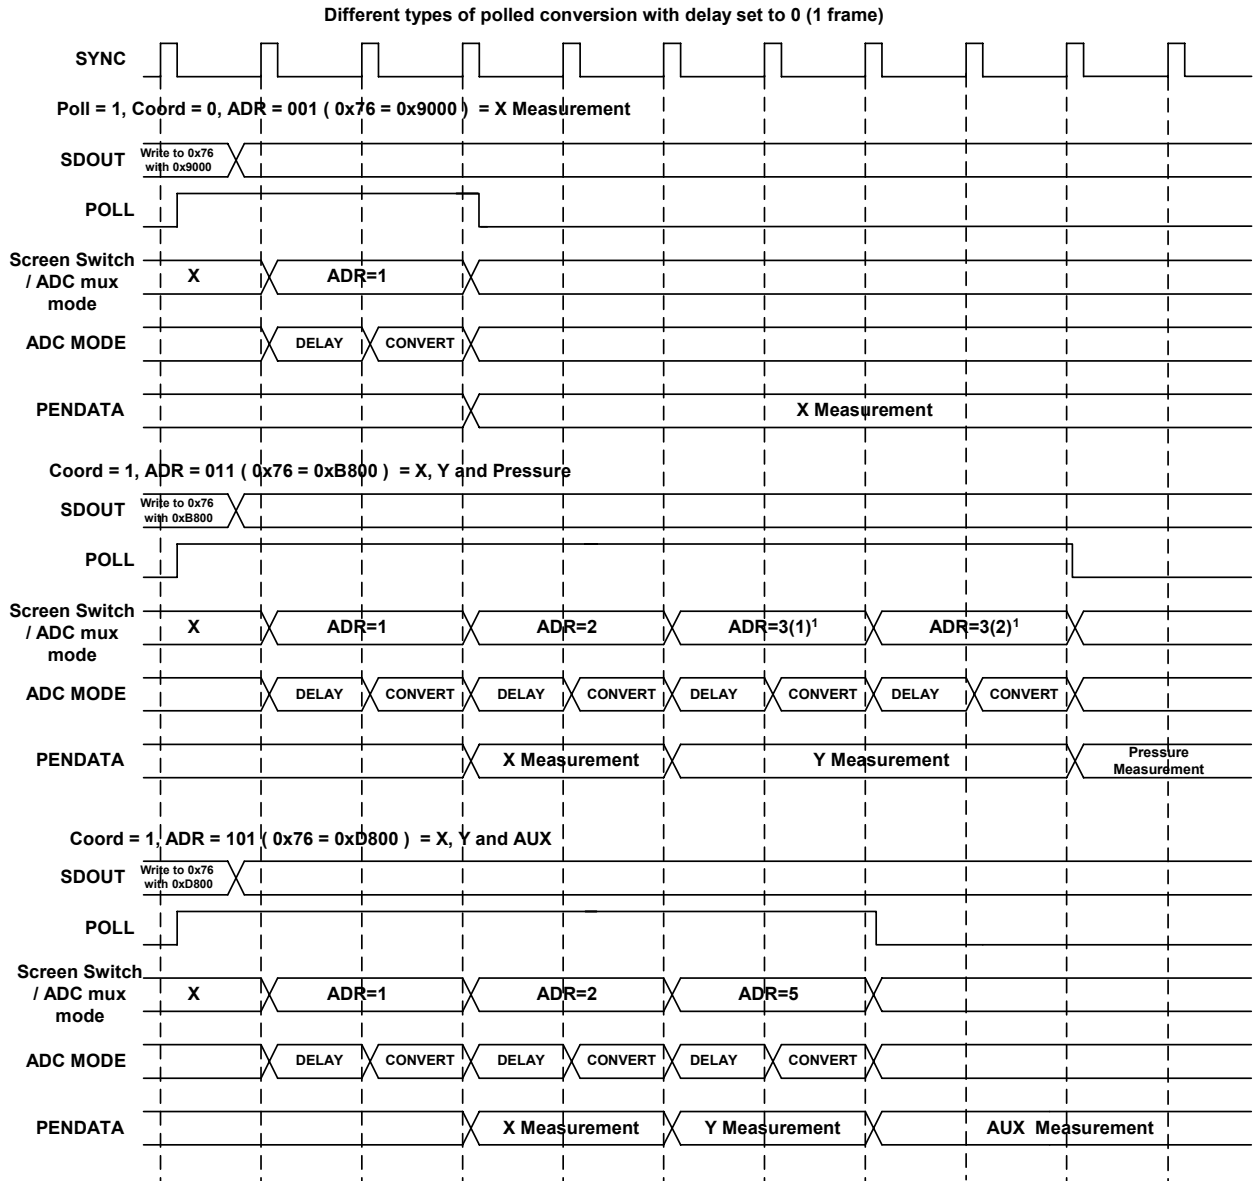 Different types of polled conversion with delay set to 0 (1 frame)
SYNC
Poll = 1, Coord = 0, ADR = 001 ( 0x76 = 0x9000 ) = X Measurement
SDOUT
Write to 0x76
with 0x9000
POLL
Screen Switch
/ ADC mux
mode
X
ADR=1
ADC MODE
DELAY
CONVERT
PENDATA
X Measurement
Coord = 1, ADR = 011 ( 0x76 = 0xB800 ) = X, Y and Pressure
SDOUT
Write to 0x76
with 0xB800
POLL
Screen Switch
/ ADC mux
mode
X
ADR=1
ADR=2
ADR=3(1)¹
ADR=3(2)¹
ADC MODE
DELAY
CONVERT
DELAY
CONVERT
DELAY
CONVERT
DELAY
CONVERT
PENDATA
X Measurement
Y Measurement
Pressure
Measurement
Coord = 1, ADR = 101 ( 0x76 = 0xD800 ) = X, Y and AUX
SDOUT
Write to 0x76
with 0xD800
POLL
Screen Switch
/ ADC mux
mode
X
ADR=1
ADR=2
ADR=5
ADC MODE
DELAY
CONVERT
DELAY
CONVERT
DELAY
CONVERT
PENDATA
X Measurement
Y Measurement
AUX Measurement